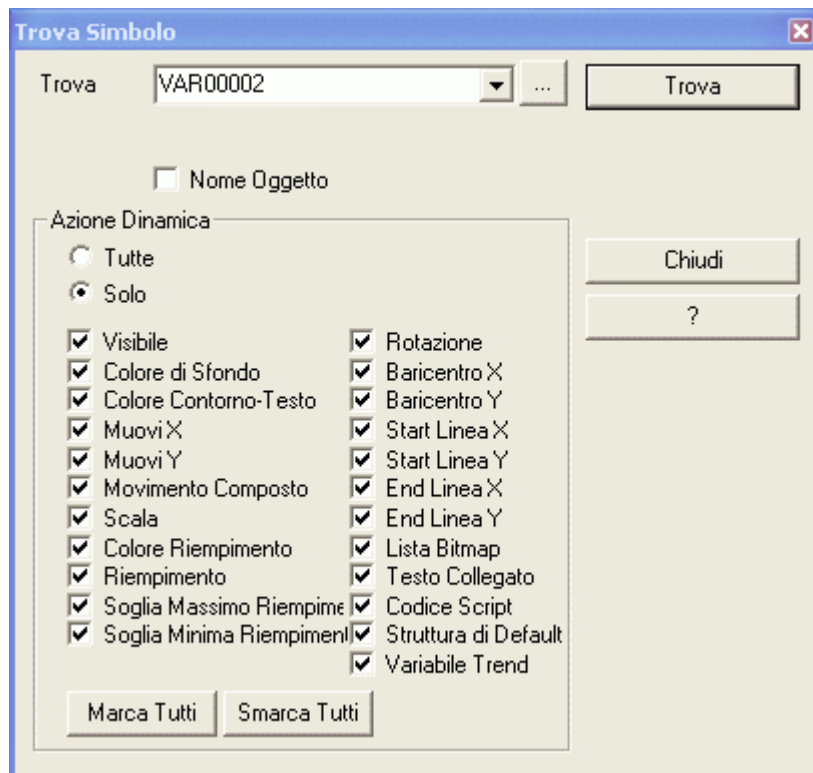 Trova Simbolo
Trova VAR00002 ... Trova
Nome Oggetto
Azione Dinamica
Tutte
Solo
Chiudi
?
Visibile
Colore di Sfondo
Colore Contorno-Testo
Muovi X
Muovi Y
Movimento Composto
Scala
Colore Riempimento
Riempimento
Soglia Massimo Riempime
Soglia Minima Riempiment
Rotazione
Baricentro X
Baricentro Y
Start Linea X
Start Linea Y
End Linea X
End Linea Y
Lista Bitmap
Testo Collegato
Codice Script
Struttura di Default
Variabile Trend
Marca Tutti Smarca Tutti